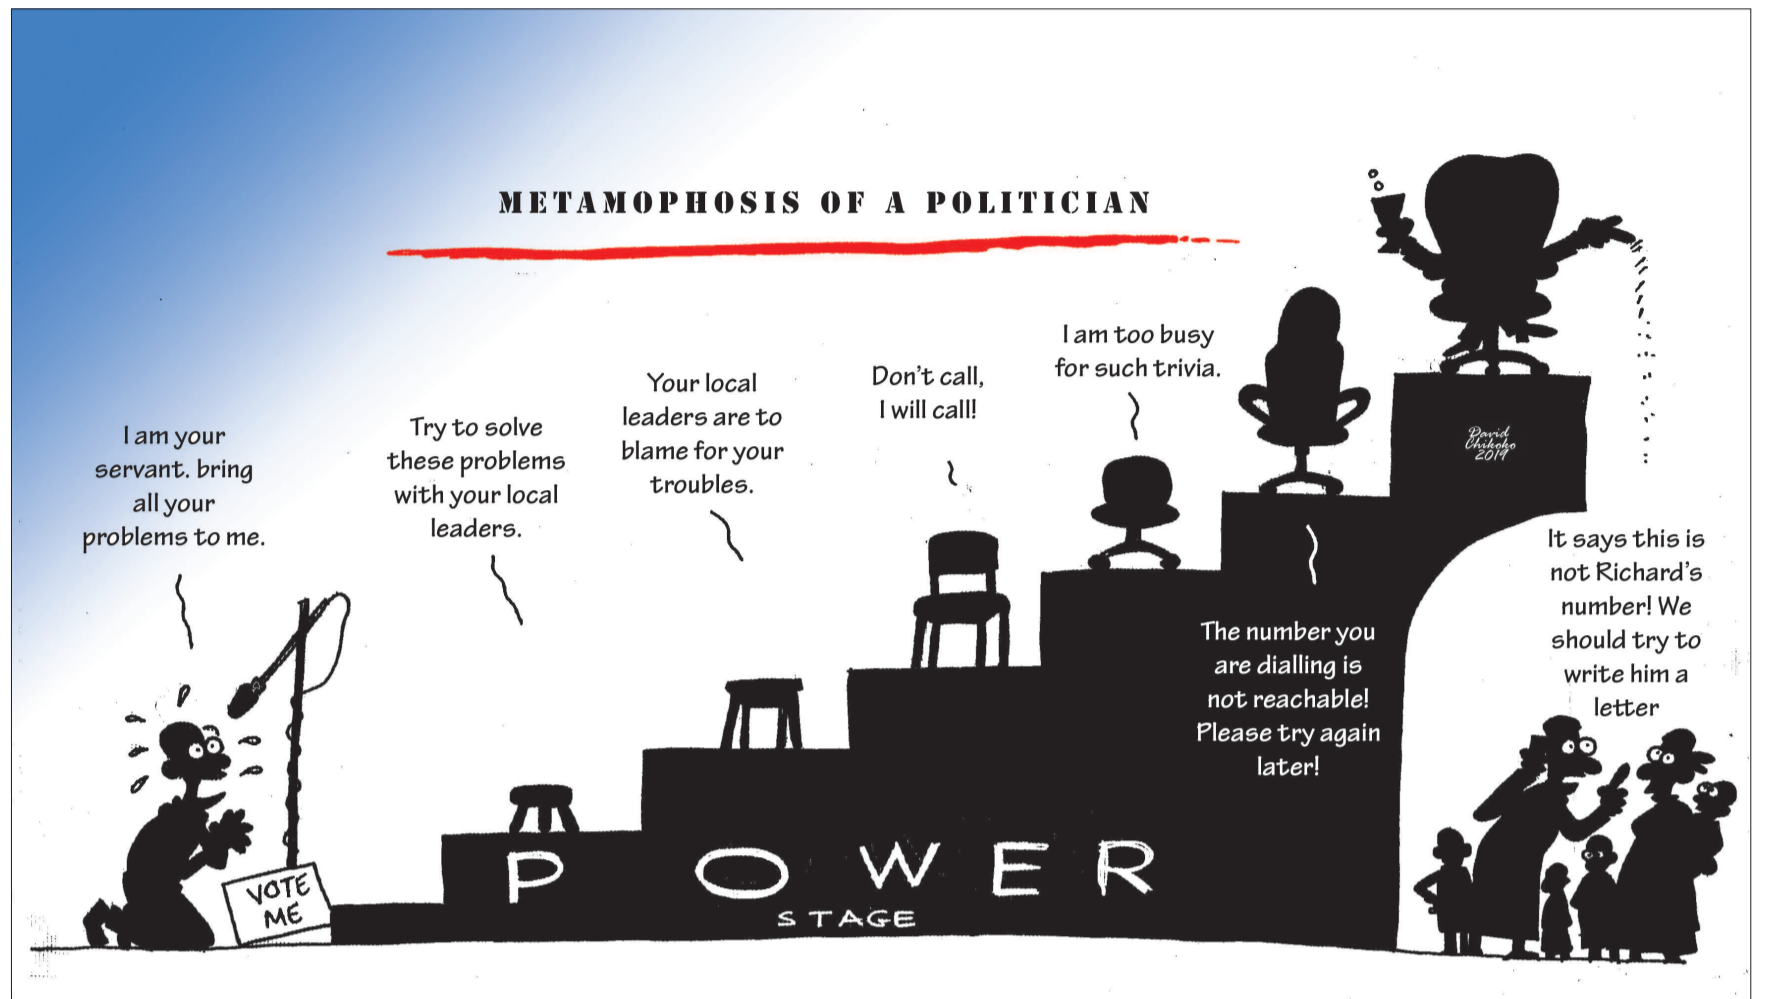 METAMOPHOSIS OF A POLITICIAN
I am your
servant. bring
all your
problems to me.
Try to solve
these problems
with your local
leaders.
Your local
leaders are to
blame for your
troubles.
Don't call,
I will call!
I am too busy
for such trivia.
The number you
are dialling is
not reachable!
Please try again
later!
It says this is
not Richard's
number! We
should try to
write him a
letter
David
Chikoko
2019
VOTE
ME
POWER
STAGE